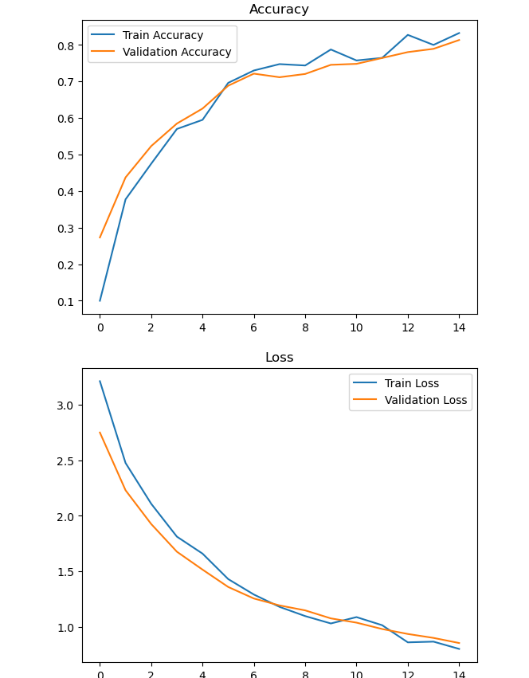 Accuracy
Train Accuracy
Validation Accuracy
0.8
0.7
0.6
0.5
0.4
0.3
0.2
0.1
0 2 4 6 8 10 12 14
Loss
Train Loss
Validation Loss
3.0
2.5
2.0
1.5
1.0
0 2 4 6 8 10 12 14